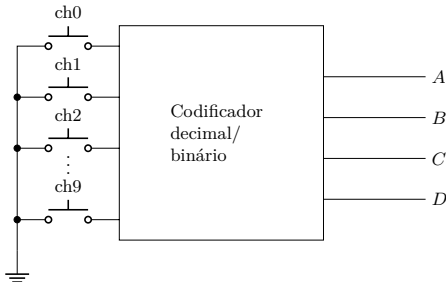 ch0
ch1
ch2
ch9
Codificador
decimal/
binário
A
B
C
D